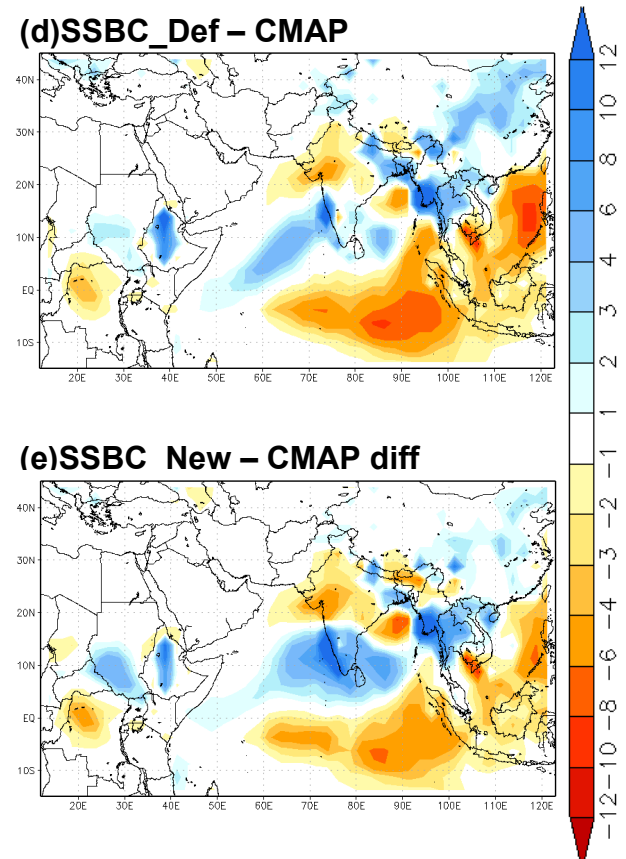 (d)SSBC_Def – CMAP
40N
30N
20N
10N
EQ
10S
20E 30E 40E 50E 60E 70E 80E 90E 100E 110E 120E
(e)SSBC New – CMAP diff
40N
30N
20N
10N
EQ
10S
20E 30E 40E 50E 60E 70E 80E 90E 100E 110E 120E
12
10
8
6
4
3
2
1
−1
−2
−3
−4
−6
−8
−10
−12